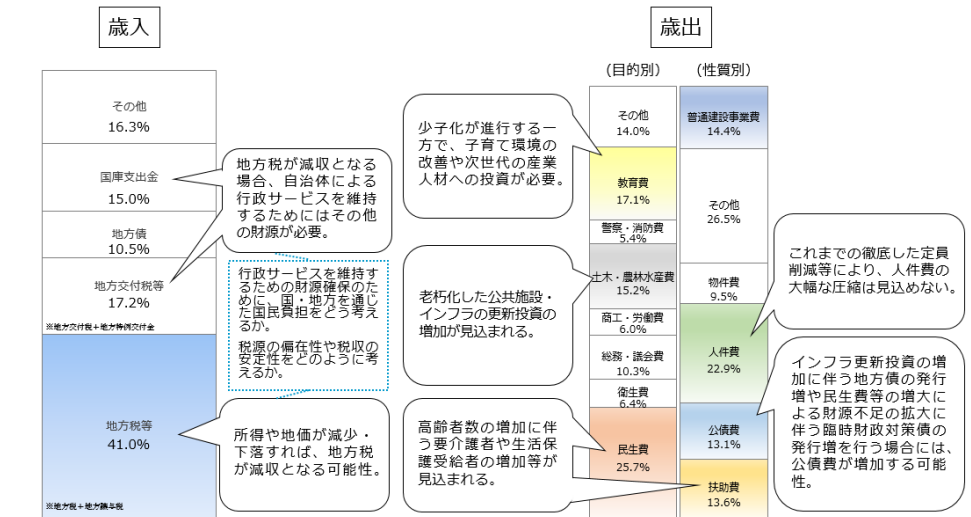 歳入
その他
16.3%
国庫支出金
15.0%
地方債
10.5%
地方交付税等
17.2%
※地方交付税＋地方特例交付金
地方税等
41.0%
※地方税＋地方譲与税
地方税が減収となる
場合、自治体による
行政サービスを維持
するためにはその他
の財源が必要。
行政サービスを維持す
るための財源確保のた
めに、国・地方を通じ
た国民負担をどう考え
るか。
税源の偏在性や税収の
安定性をどのように考
えるか。
所得や地価が減少・
下落すれば、地方税
が減収となる可能性。
歳出
（目的別）
その他
14.0%
教育費
17.1%
警察・消防費
5.4%
土木・農林水産費
15.2%
商工・労働費
6.0%
総務・議会費
10.3%
衛生費
6.4%
民生費
25.7%
（性質別）
普通建設事業費
14.4%
その他
26.5%
物件費
9.5%
人件費
22.9%
公債費
13.1%
扶助費
13.6%
少子化が進行する一
方で、子育て環境の
改善や次世代の産業
人材への投資が必要。
老朽化した公共施設・
インフラの更新投資の
増加が見込まれる。
高齢者数の増加に伴
う要介護者や生活保
護受給者の増加等が
見込まれる。
これまでの徹底した定員
削減等により、人件費の
大幅な圧縮は見込めない。
インフラ更新投資の増
加に伴う地方債の発行
増や民生費等の増大に
よる財源不足の拡大に
伴う臨時財政対策債の
発行増を行う場合には、
公債費が増加する可能
性。